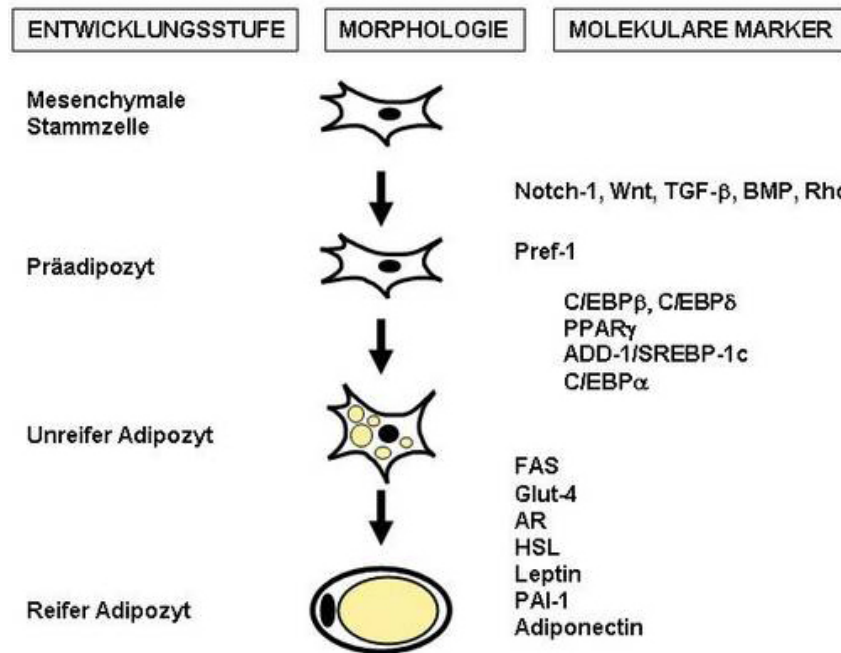 ENTWICKLUNGSSTUFE
MORPHOLOGIE
MOLEKULARE MARKER
Mesenchymale
Stammzelle
Notch-1, Wnt, TGF-β, BMP, Rho
Präadipozyt
Pref-1
C/EBPβ, C/EBPδ
PPARγ
ADD-1/SREBP-1c
C/EBPα
Unreifer Adipozyt
FAS
Glut-4
AR
HSL
Leptin
PAI-1
Adiponectin
Reifer Adipozyt